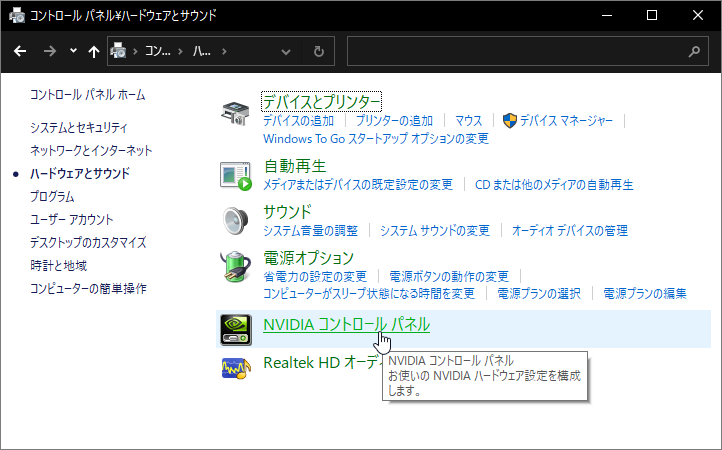 コントロール パネル¥ハードウェアとサウンド
コン... ハ...
コントロール パネル ホーム
システムとセキュリティ
ネットワークとインターネット
ハードウェアとサウンド
プログラム
ユーザー アカウント
デスクトップのカスタマイズ
時計と地域
コンピューターの簡単操作
デバイスとプリンター
デバイスの追加 プリンターの追加 マウス デバイス マネージャー
Windows To Go スタートアップ オプションの変更
自動再生
メディアまたはデバイスの既定設定の変更 CD または他のメディアの自動再生
サウンド
システム音量の調整 システム サウンドの変更 オーディオ デバイスの管理
電源オプション
省電力の設定の変更 電源ボタンの動作の変更
コンピューターがスリープ状態になる時間を変更 電源プランの選択 電源プランの編集
NVIDIA コントロール パネル
Realtek HD オーデ
NVIDIA コントロール パネル
お使いの NVIDIA ハードウェア設定を構成
します。